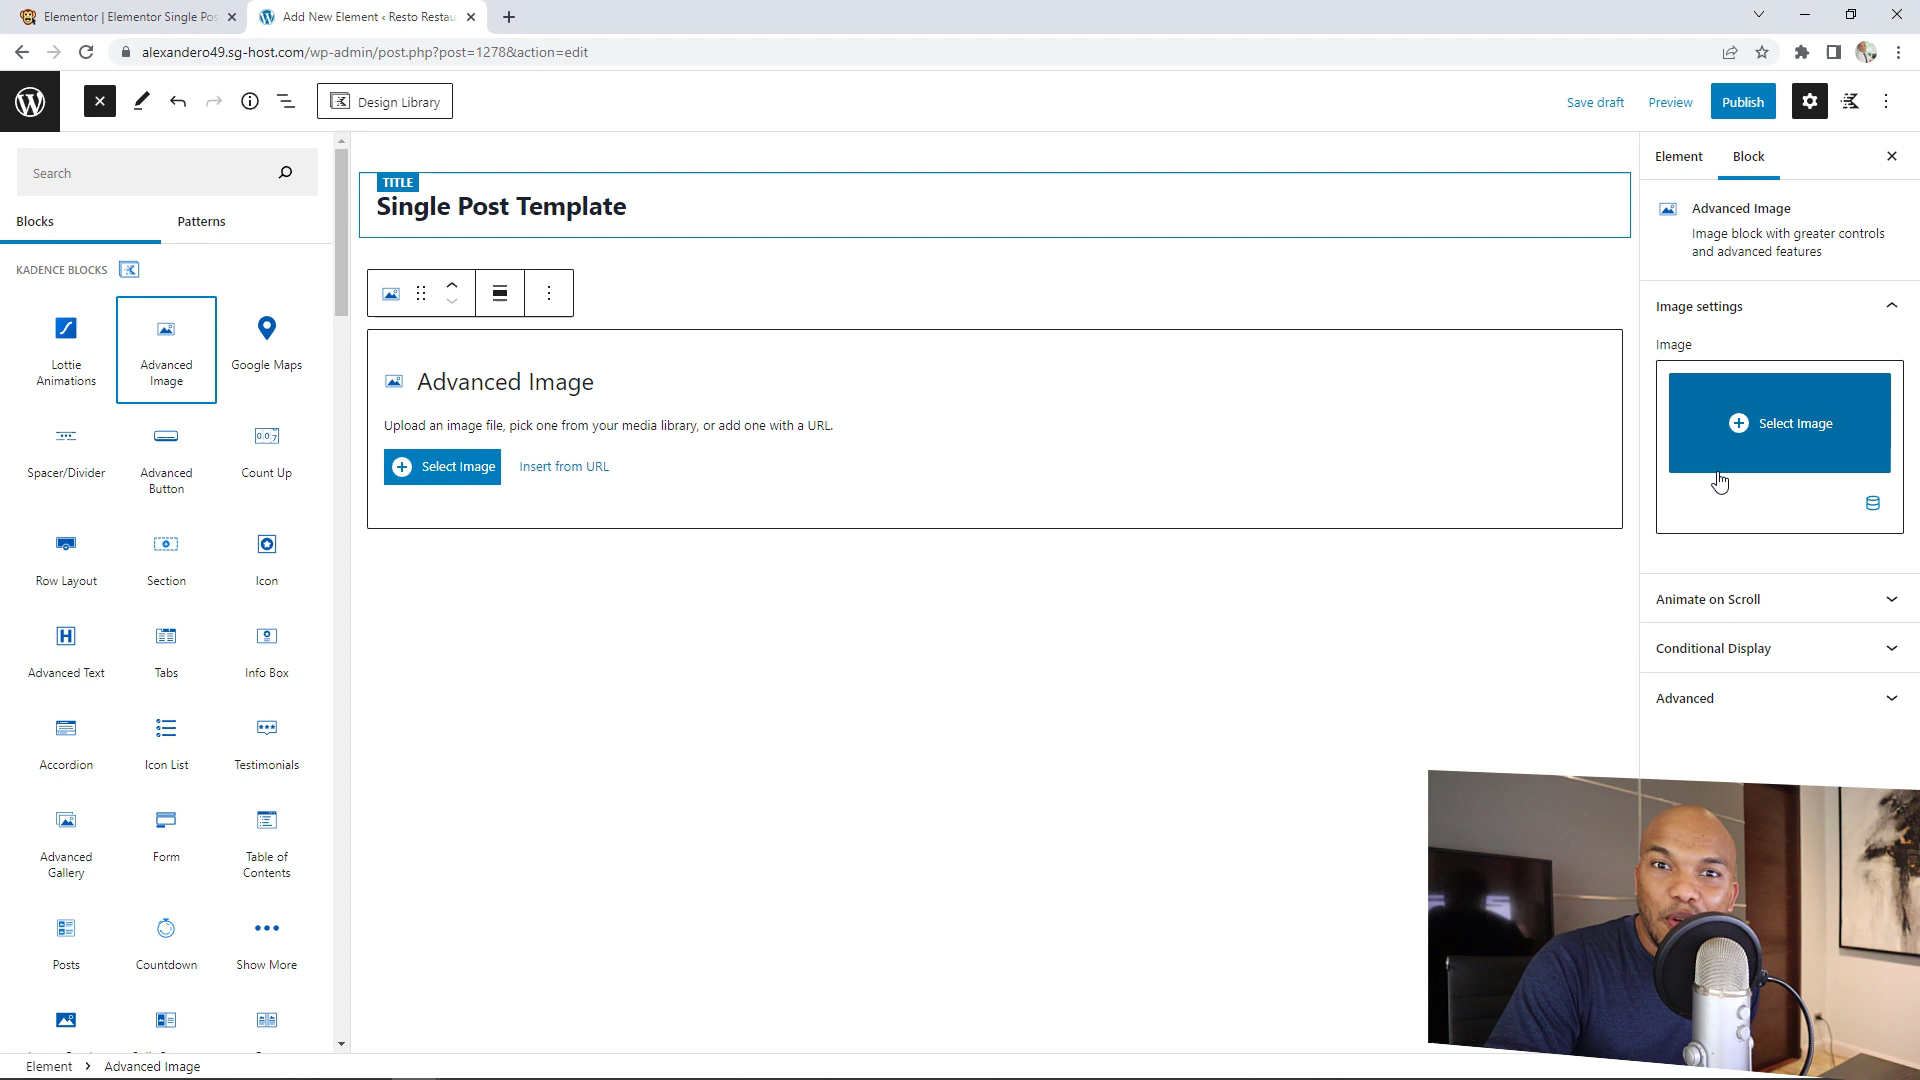 Elementor | Elementor Single Pos
Add New Element ‹ Resto Restau
alexandero49.sg-host.com/wp-admin/post.php?post=1278&action=edit
Design Library
Save draft
Preview
Publish
Search
Blocks
Patterns
KADENCE BLOCKS
Lottie
Animations
Advanced
Image
Google Maps
Spacer/Divider
Advanced
Button
Count Up
Row Layout
Section
Icon
Advanced Text
Tabs
Info Box
Accordion
Icon List
Testimonials
Advanced
Gallery
Form
Table of
Contents
Posts
Countdown
Show More
TITLE
Single Post Template
Advanced Image
Upload an image file, pick one from your media library, or add one with a URL.
Select Image
Insert from URL
Element
Block
Advanced Image
Image block with greater controls
and advanced features
Image settings
Image
Select Image
Animate on Scroll
Conditional Display
Advanced
Element
Advanced Image